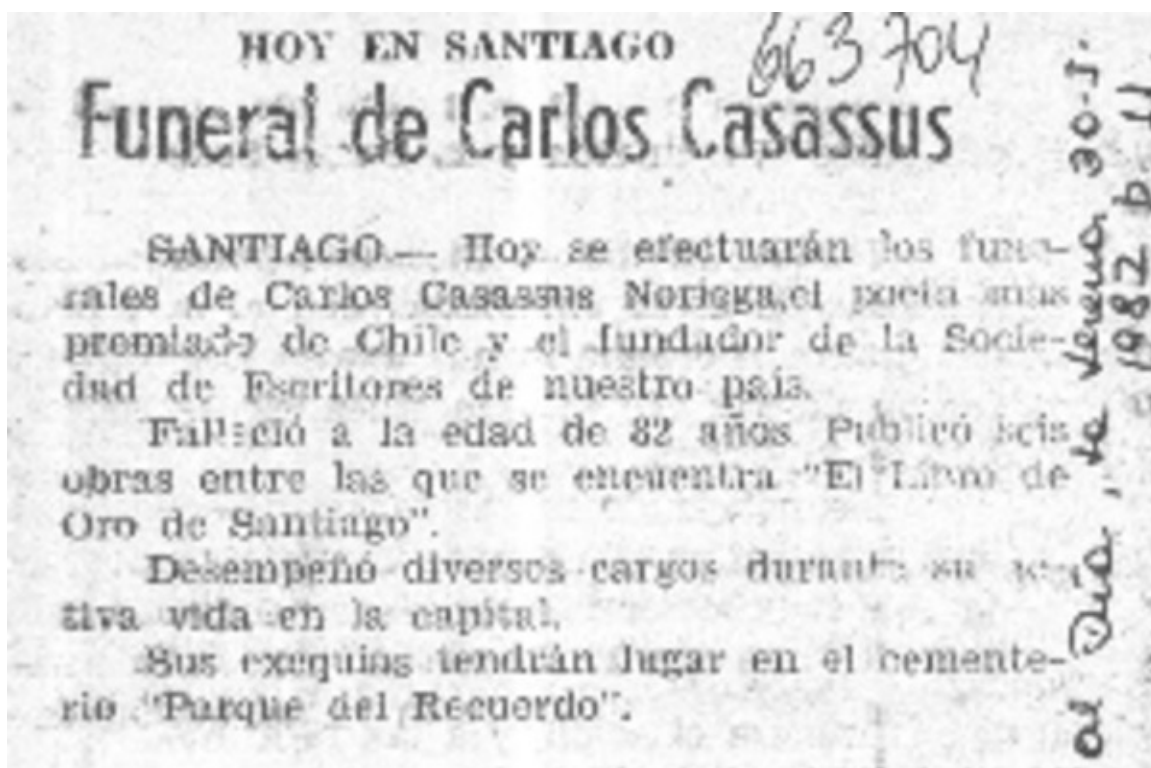 HOY EN SANTIAGO
663704
Funeral de Carlos Casassus
SANTIAGO.— Hoy se efectuarán los fune-
rales de Carlos Casassus Noriega, el poeta más
premiado de Chile y el fundador de la Socie-
dad de Escritores de nuestro país.
Falleció a la edad de 82 años. Publicó seis
obras entre las que se encuentra "El Libro de
Oro de Santiago".
Desempeñó diversos cargos durante su ac-
tiva vida en la capital.
Sus exequias tendrán lugar en el cemente-
rio "Parque del Recuerdo".
al Día, La Serena, 30-I-
1982 p. 11